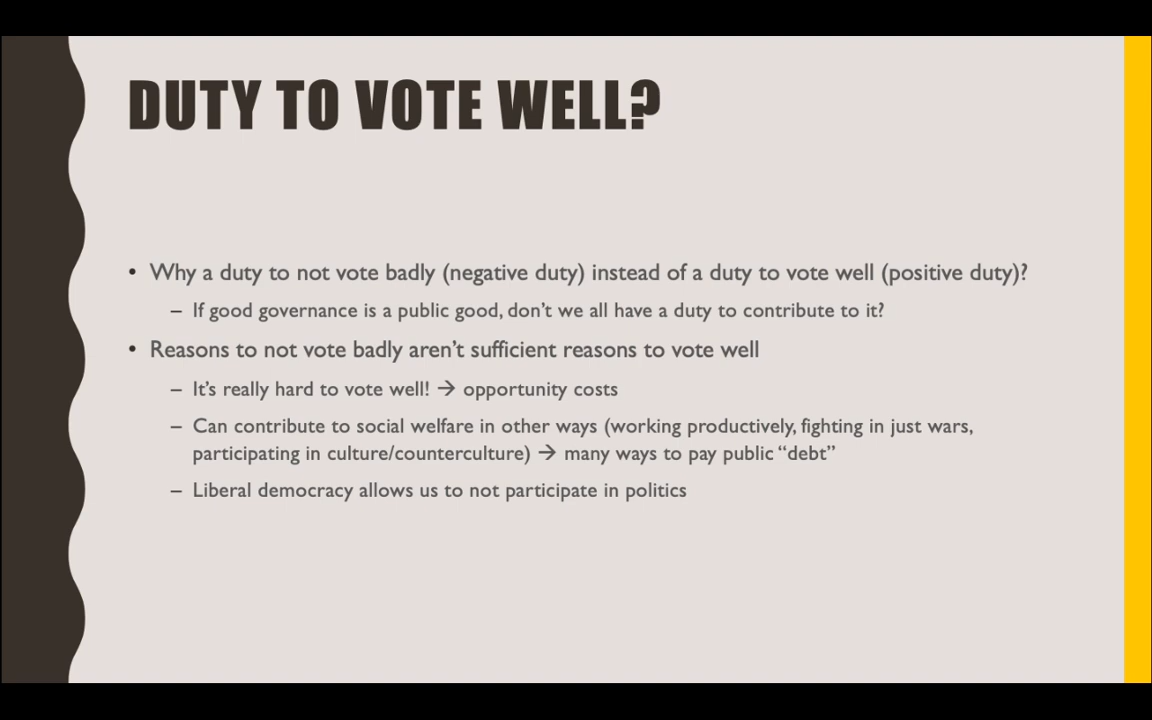 DUTY TO VOTE WELL?
• Why a duty to not vote badly (negative duty) instead of a duty to vote well (positive duty)?
– If good governance is a public good, don’t we all have a duty to contribute to it?
• Reasons to not vote badly aren’t sufficient reasons to vote well
– It’s really hard to vote well! → opportunity costs
– Can contribute to social welfare in other ways (working productively, fighting in just wars,
participating in culture/counterculture) → many ways to pay public “debt”
– Liberal democracy allows us to not participate in politics